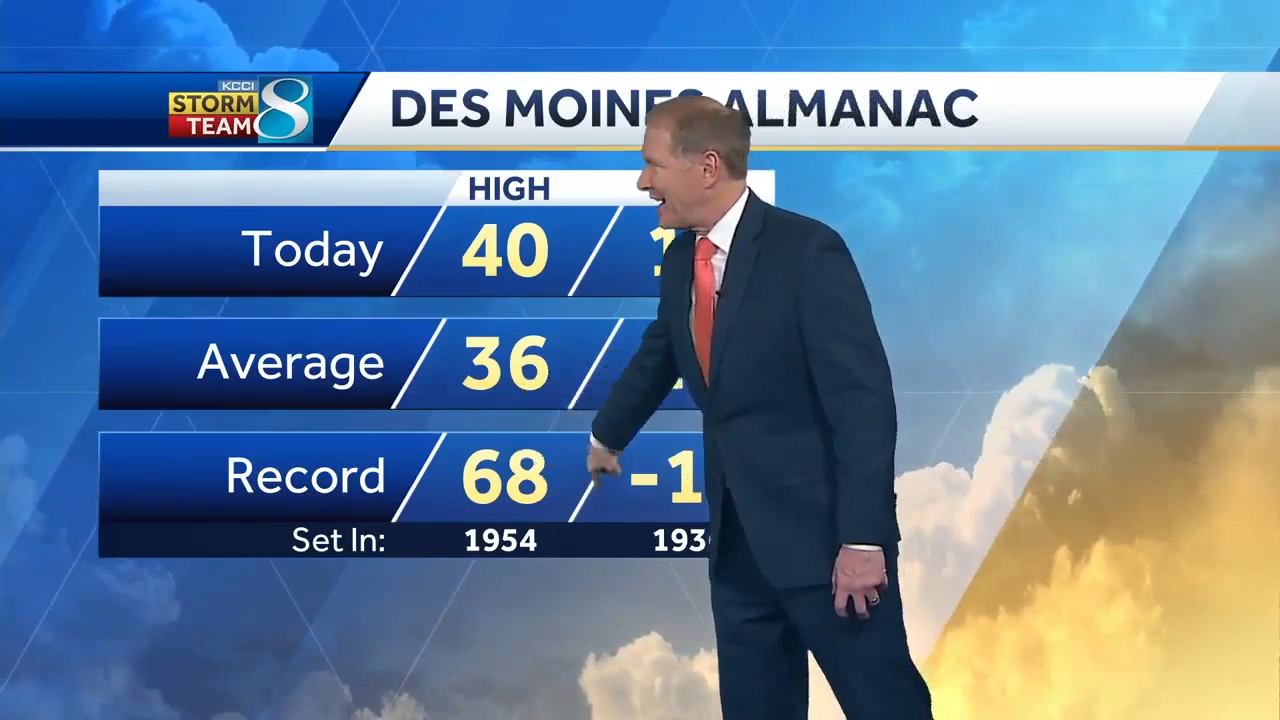 KCCI
STORM
TEAM 8
DES MOINES ALMANAC
HIGH
Today 40
Average 36
Record 68
Set In: 1954